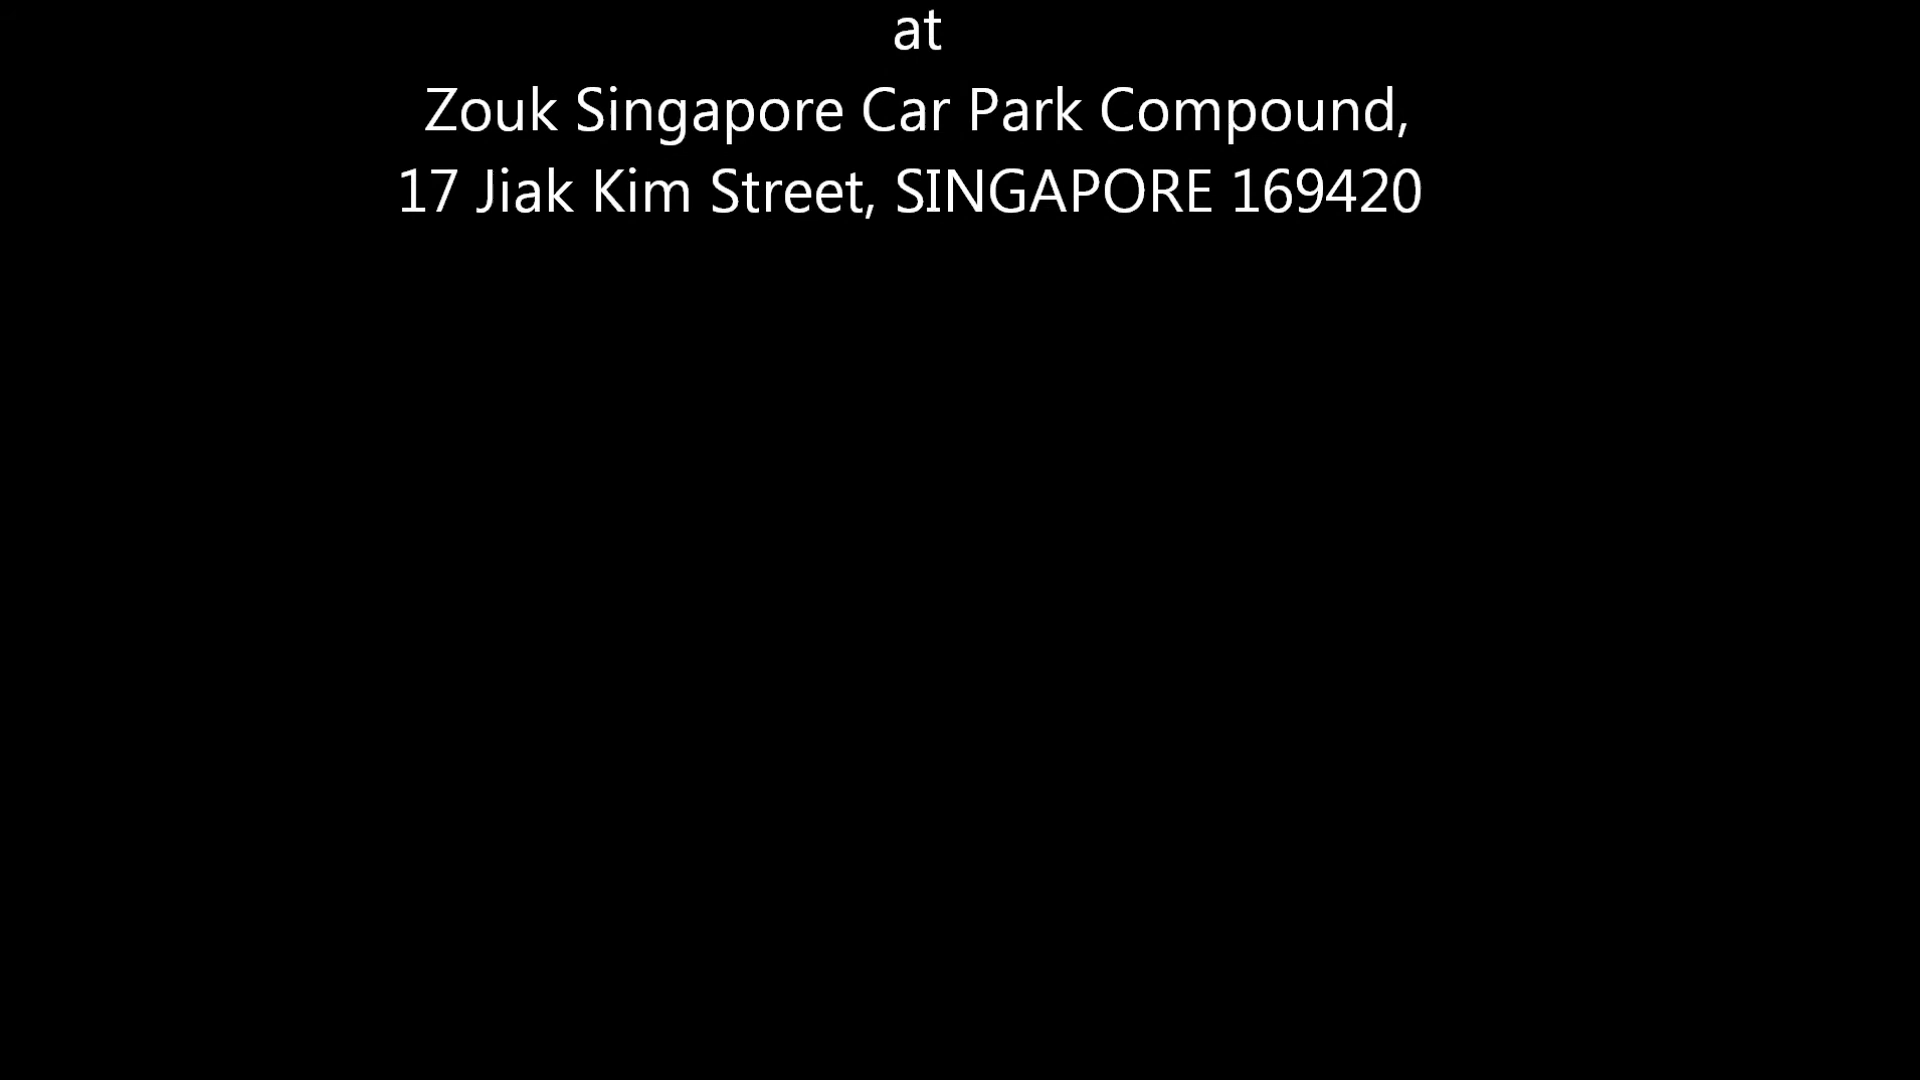 at
Zouk Singapore Car Park Compound,
17 Jiak Kim Street, SINGAPORE 169420